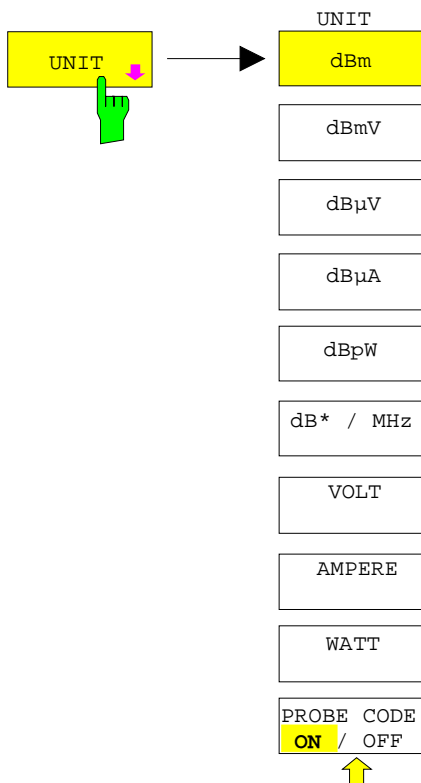 UNIT
UNIT
dBm
dBmV
dBµV
dBµA
dBpW
dB* / MHz
VOLT
AMPERE
WATT
PROBE CODE
ON / OFF